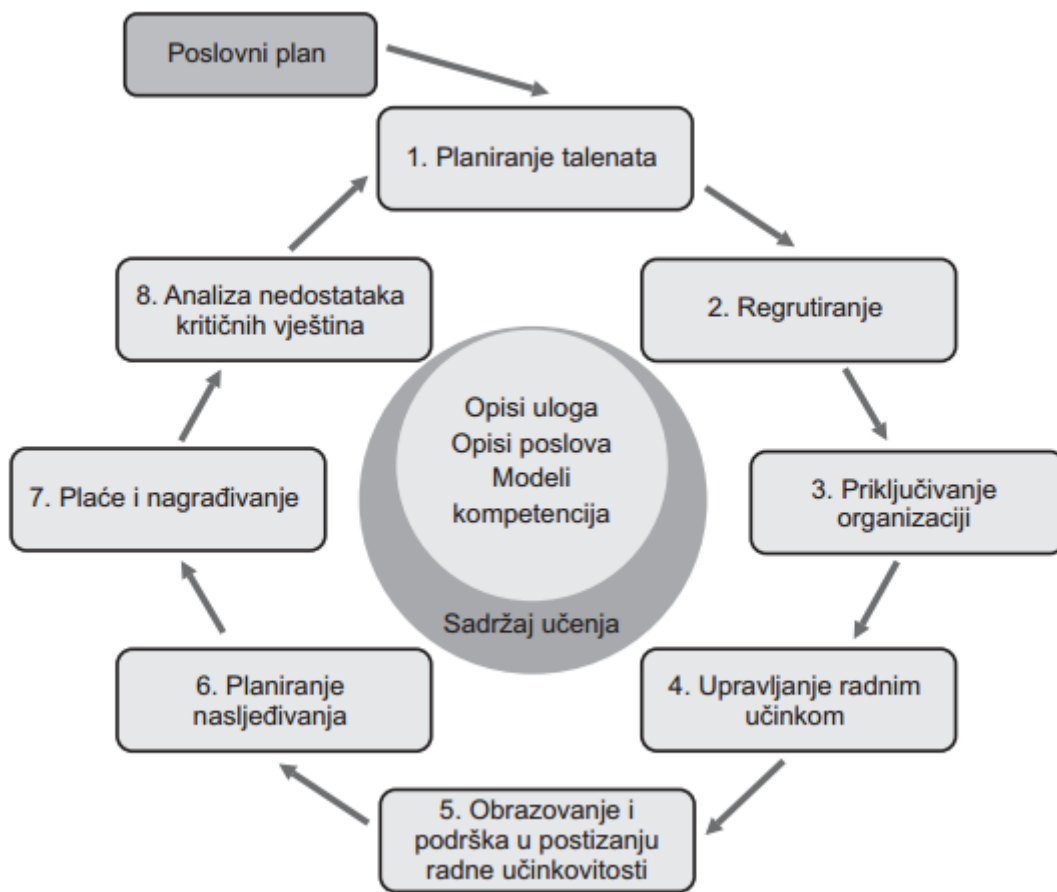 Poslovni plan
1. Planiranje talenata
2. Regrutiranje
3. Priključivanje
organizaciji
4. Upravljanje radnim
učinkom
5. Obrazovanje i
podrška u postizanju
radne učinkovitosti
6. Planiranje
nasljeđivanja
7. Plaće i nagrađivanje
8. Analiza nedostataka
kritičnih vještina
Opisi uloga
Opisi poslova
Modeli
kompetencija
Sadržaj učenja